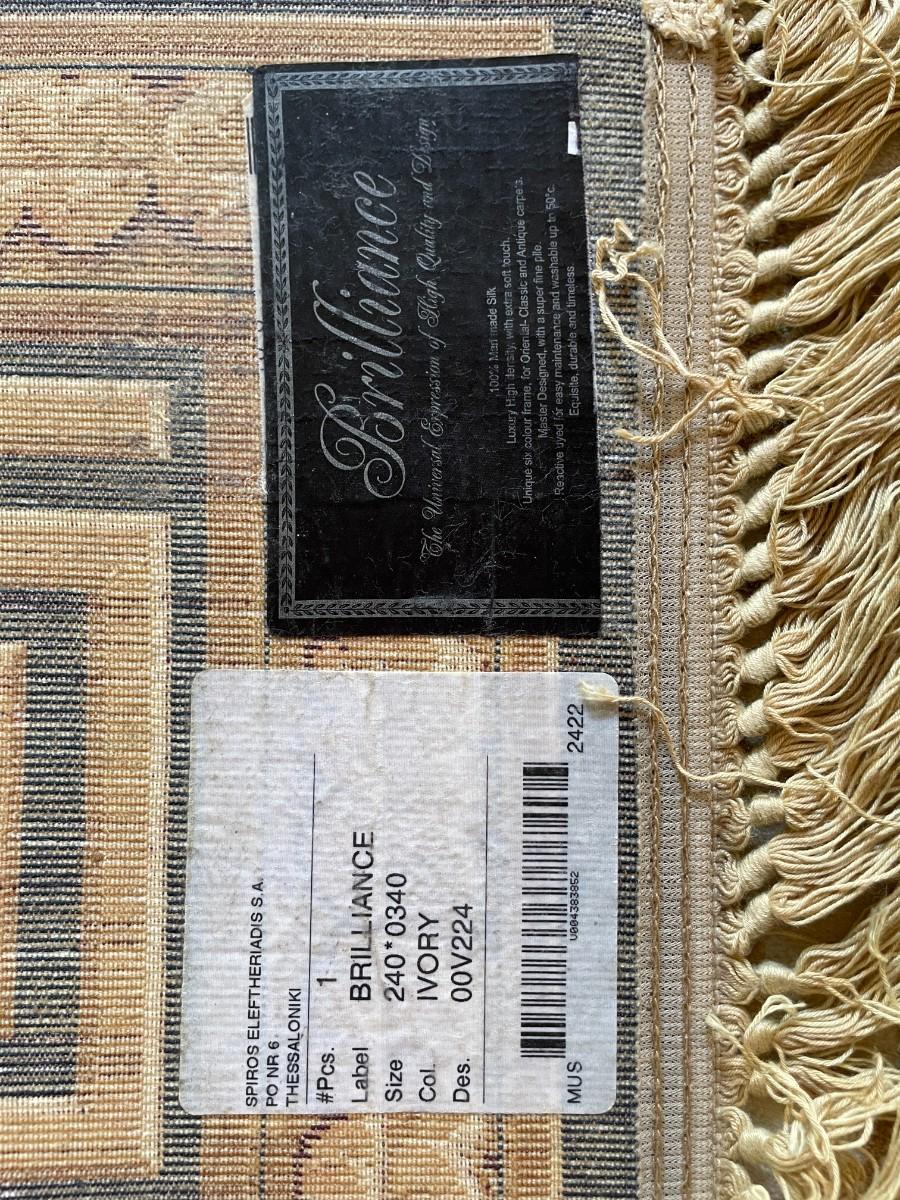 Brilliance
The Universal Expression of High Quality and Design
100% Man made Silk
Luxury High density, with extra soft touch.
Unique six colour frame, for Oriental- Classic and Antique carpets.
Master Designed, with a super fine pile.
Reactive dyed for easy maintenance and washable up to 50°c.
Equisite, durable and timeless
SPIROS ELEFTHERIADIS S.A.
PO NR 6
THESSALONIKI
#Pcs. 1
Label BRILLIANCE
Size 240*0340
Col. IVORY
Des. 00V224
U004383852
MUS 2422